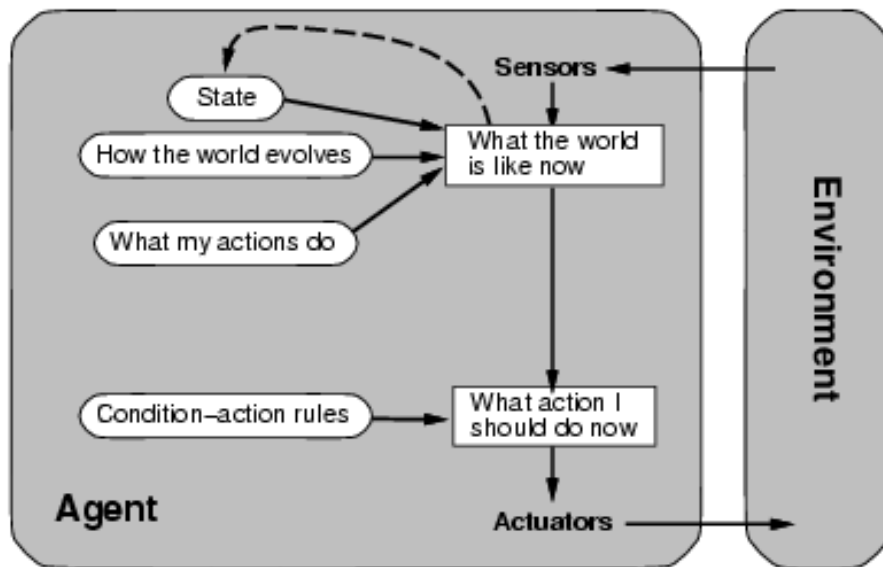 Sensors
State
What the world
is like now
How the world evolves
What my actions do
Environment
What action I
should do now
Condition–action rules
Agent
Actuators